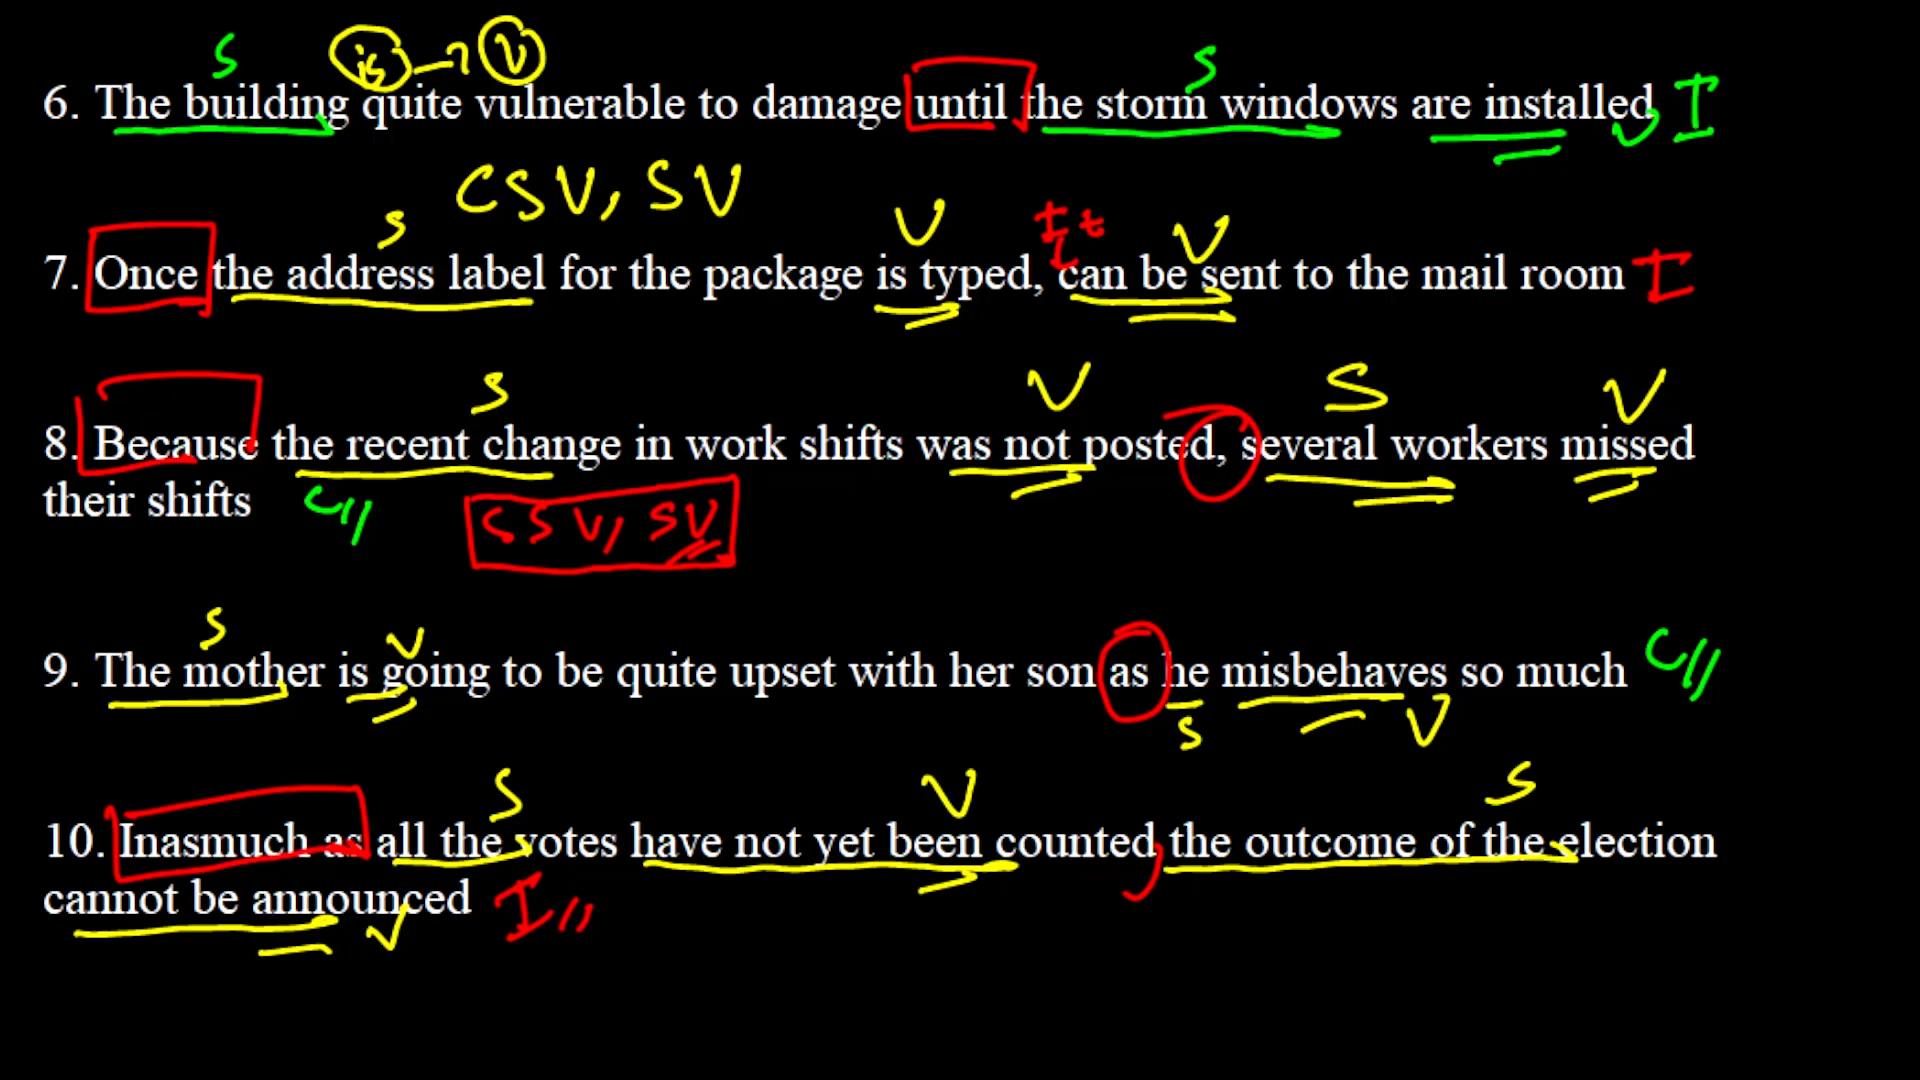 S is → ? V S
6. The building quite vulnerable to damage until the storm windows are installed V I
C S V, S V
S V It V
7. Once the address label for the package is typed, can be sent to the mail room I
S V S V
8. Because the recent change in work shifts was not posted, several workers missed
their shifts C CSV, SV
S V
9. The mother is going to be quite upset with her son as he misbehaves so much C
S V
S V S
10. Inasmuch as all the votes have not yet been counted, the outcome of the election
cannot be announced I
V